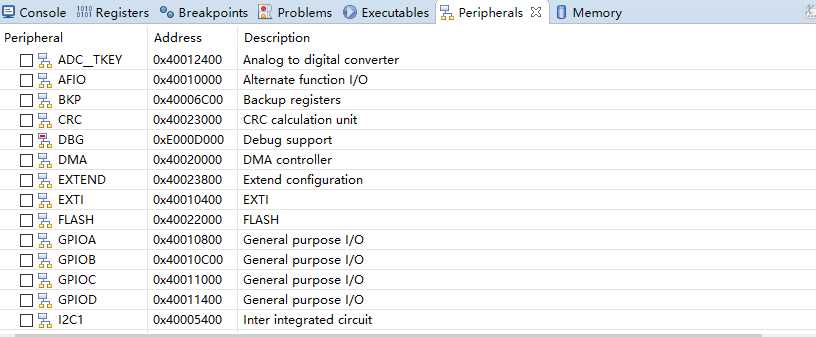 Console Registers Breakpoints Problems Executables Peripherals Memory
Peripheral Address Description
ADC__TKEY 0x40012400 Analog to digital converter
AFIO 0x40010000 Alternate function I/O
BKP 0x40006C00 Backup registers
CRC 0x40023000 CRC calculation unit
DBG 0xE000D000 Debug support
DMA 0x40020000 DMA controller
EXTEND 0x40023800 Extend configuration
EXTI 0x40010400 EXTI
FLASH 0x40022000 FLASH
GPIOA 0x40010800 General purpose I/O
GPIOB 0x40010C00 General purpose I/O
GPIOC 0x40011000 General purpose I/O
GPIOD 0x40011400 General purpose I/O
I2C1 0x40005400 Inter integrated circuit